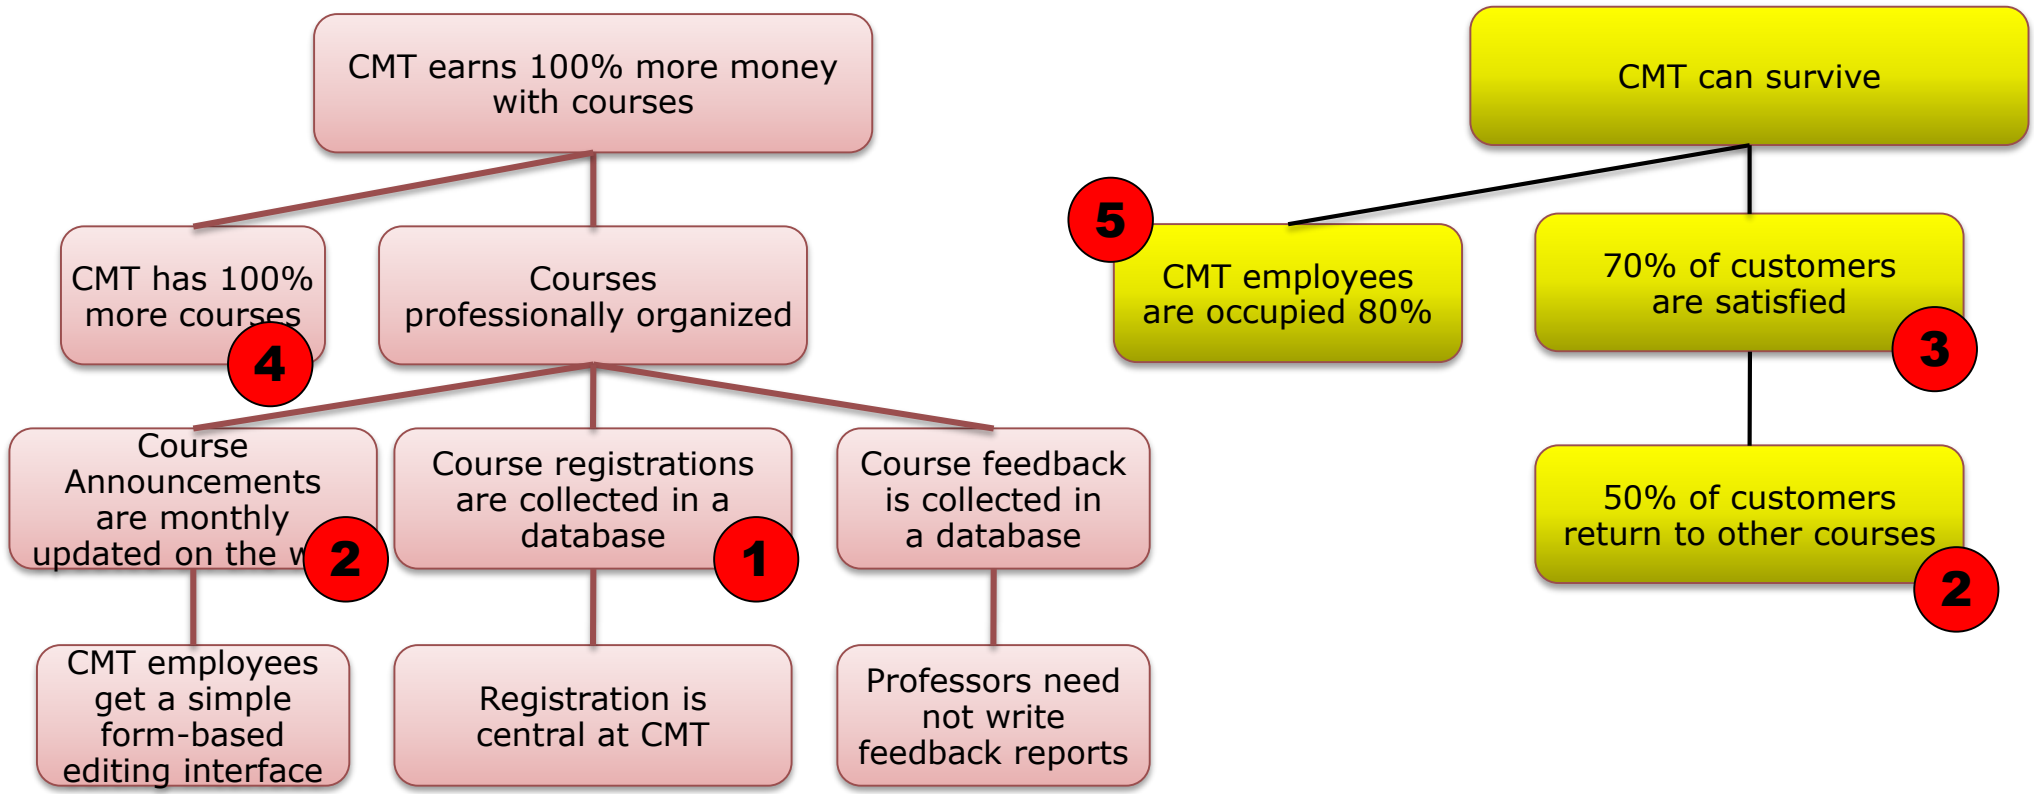 CMT earns 100% more money
with courses
CMT can survive
CMT has 100%
more courses
4
Courses
professionally organized
5
CMT employees
are occupied 80%
70% of customers
are satisfied
3
Course
Announcements
are monthly
updated on the
2
Course registrations
are collected in a
database
1
Course feedback
is collected in
a database
50% of customers
return to other courses
2
CMT employees
get a simple
form-based
editing interface
Registration is
central at CMT
Professors need
not write
feedback reports